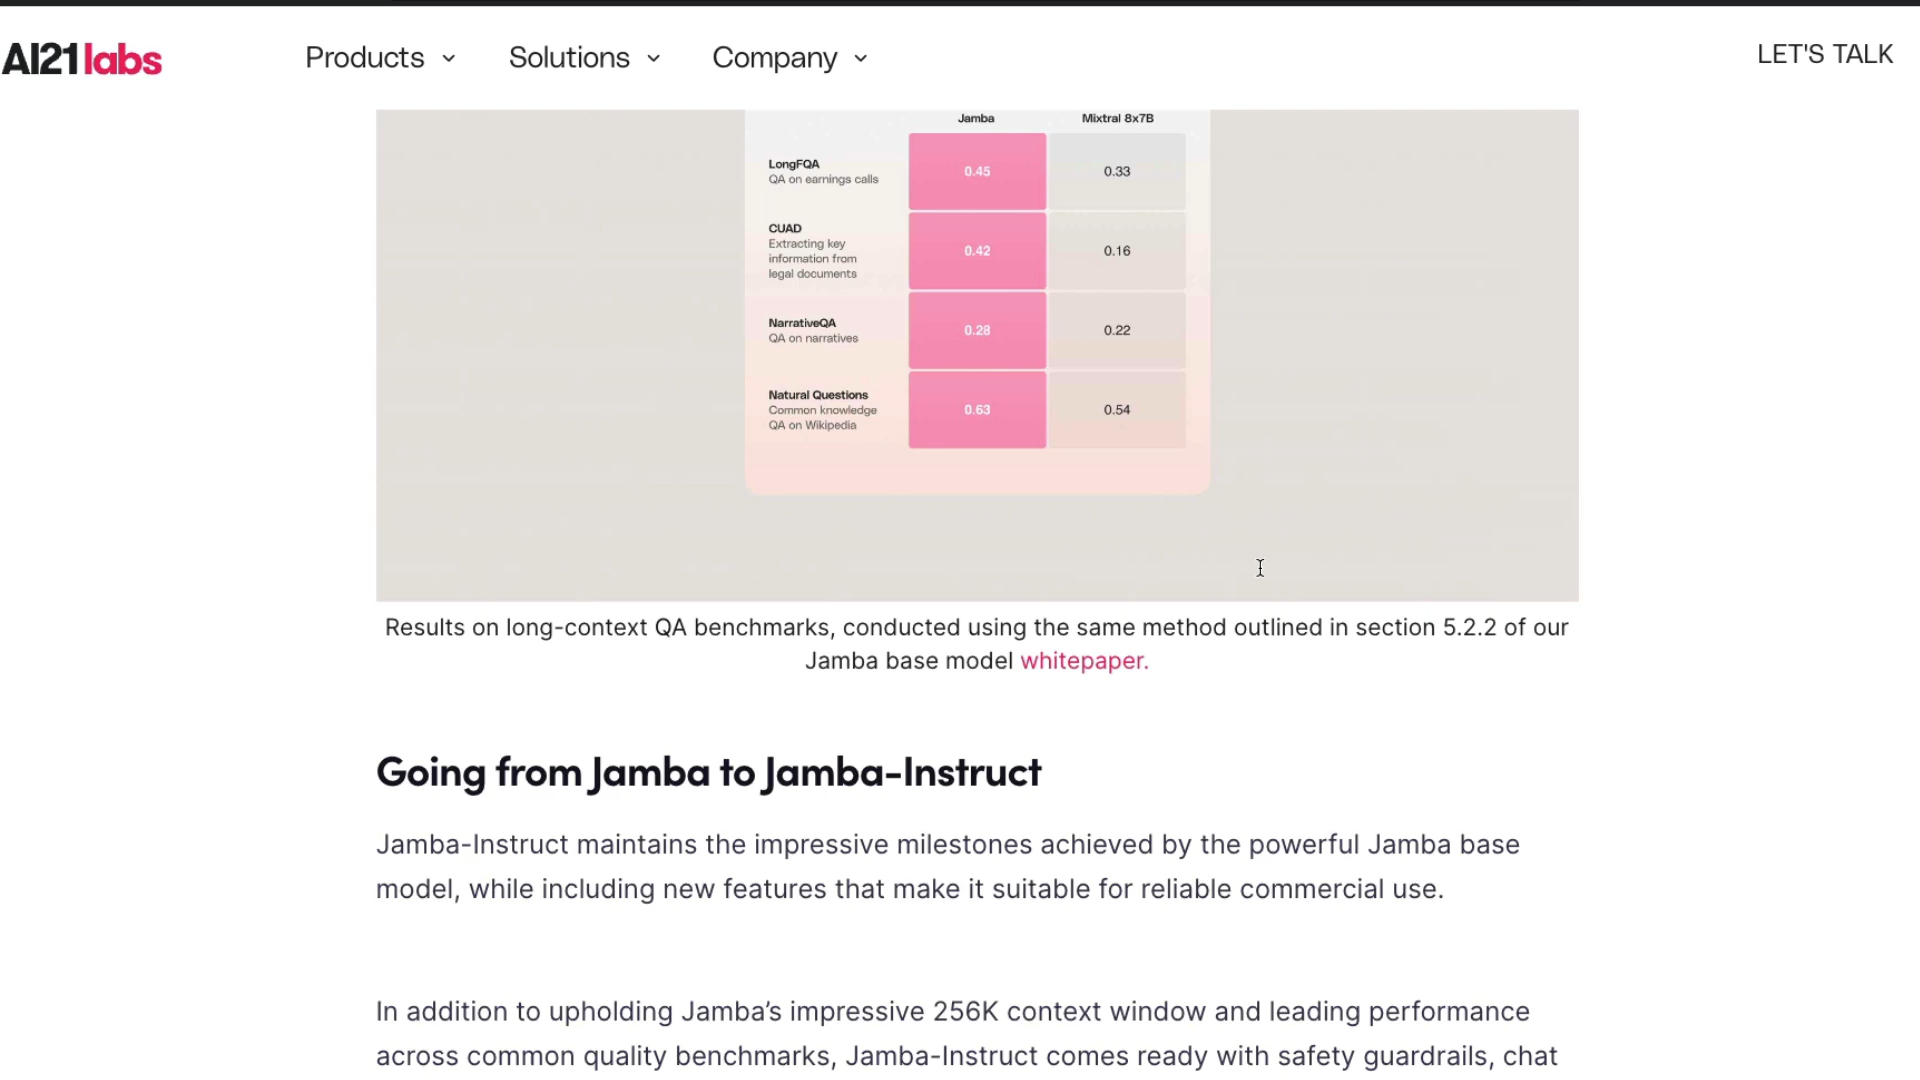 AI21labs
Products
Solutions
Company
LET'S TALK
Jamba
Mixtral 8x7B
LongFQA
QA on earnings calls
0.45
0.33
CUAD
Extracting key
information from
legal documents
0.42
0.16
NarrativeQA
QA on narratives
0.28
0.22
Natural Questions
Common knowledge
QA on Wikipedia
0.63
0.54
Results on long-context QA benchmarks, conducted using the same method outlined in section 5.2.2 of our
Jamba base model whitepaper.
Going from Jamba to Jamba-Instruct
Jamba-Instruct maintains the impressive milestones achieved by the powerful Jamba base
model, while including new features that make it suitable for reliable commercial use.
In addition to upholding Jamba’s impressive 256K context window and leading performance
across common quality benchmarks, Jamba-Instruct comes ready with safety guardrails, chat